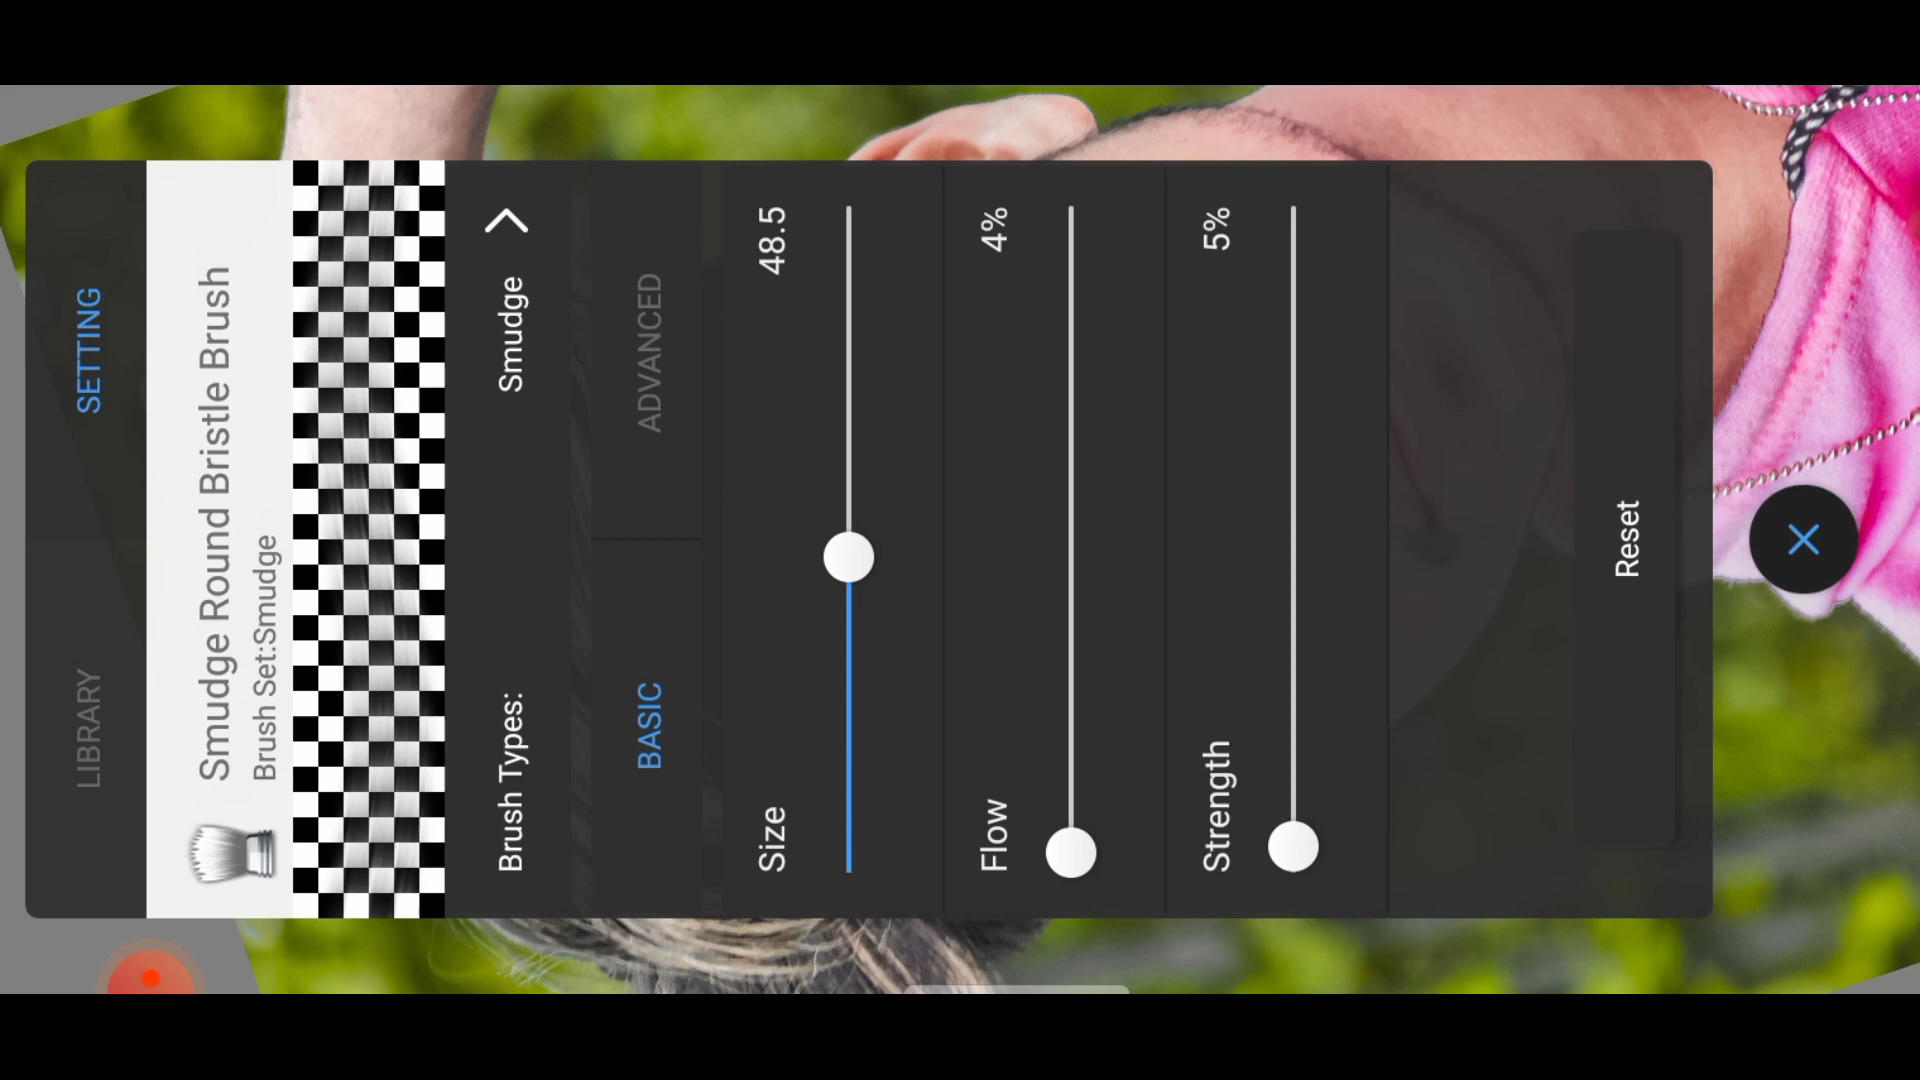 LIBRARY SETTING
Smudge Round Bristle Brush
Brush Set:Smudge
Brush Types: Smudge
BASIC ADVANCED
Size 48.5
Flow 4%
Strength 5%
Reset